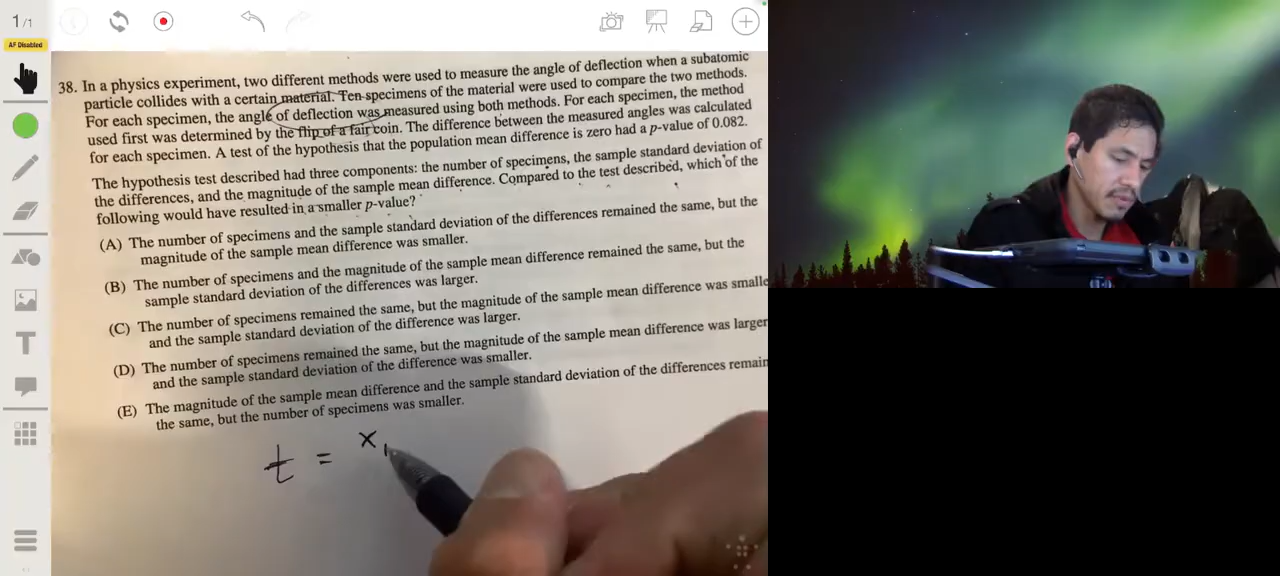 1/1
AF Disabled
T
38. In a physics experiment, two different methods were used to measure the angle of deflection when a subatomic
particle collides with a certain material. Ten specimens of the material were used to compare the two methods.
For each specimen, the angle of deflection was measured using both methods. For each specimen, the method
used first was determined by the flip of a fair coin. The difference between the measured angles was calculated
for each specimen. A test of the hypothesis that the population mean difference is zero had a p-value of 0.082.
The hypothesis test described had three components: the number of specimens, the sample standard deviation of
the differences, and the magnitude of the sample mean difference. Compared to the test described, which of the
following would have resulted in a smaller p-value?
(A) The number of specimens and the sample standard deviation of the differences remained the same, but the
magnitude of the sample mean difference was smaller.
(B) The number of specimens and the magnitude of the sample mean difference remained the same, but the
sample standard deviation of the differences was larger.
(C) The number of specimens remained the same, but the magnitude of the sample mean difference was smalle
and the sample standard deviation of the difference was larger.
(D) The number of specimens remained the same, but the magnitude of the sample mean difference was larger
and the sample standard deviation of the difference was smaller.
(E) The magnitude of the sample mean difference and the sample standard deviation of the differences remain
the same, but the number of specimens was smaller.
t = x₁